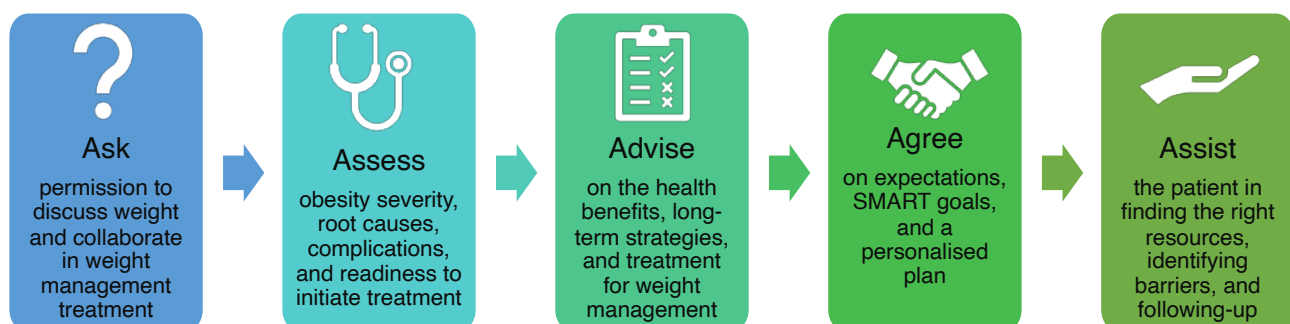 Ask
permission to
discuss weight
and collaborate
in weight
management
treatment
Assess
obesity severity,
root causes,
complications,
and readiness to
initiate treatment
Advise
on the health
benefits, long-
term strategies,
and treatment
for weight
management
Agree
on expectations,
SMART goals,
and a
personalised
plan
Assist
the patient in
finding the right
resources,
identifying
barriers, and
following-up